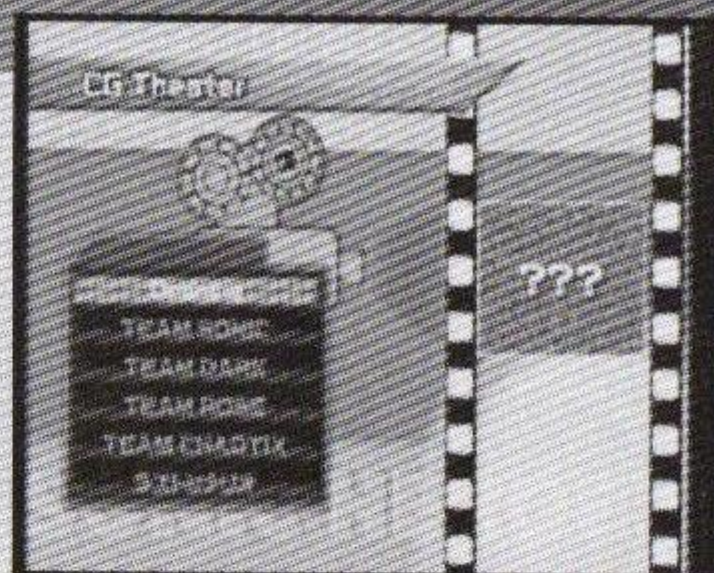 CG Theater
???
TEAM SONIC
TEAM DARK
TEAM ROSE
TEAM CHAOTIX